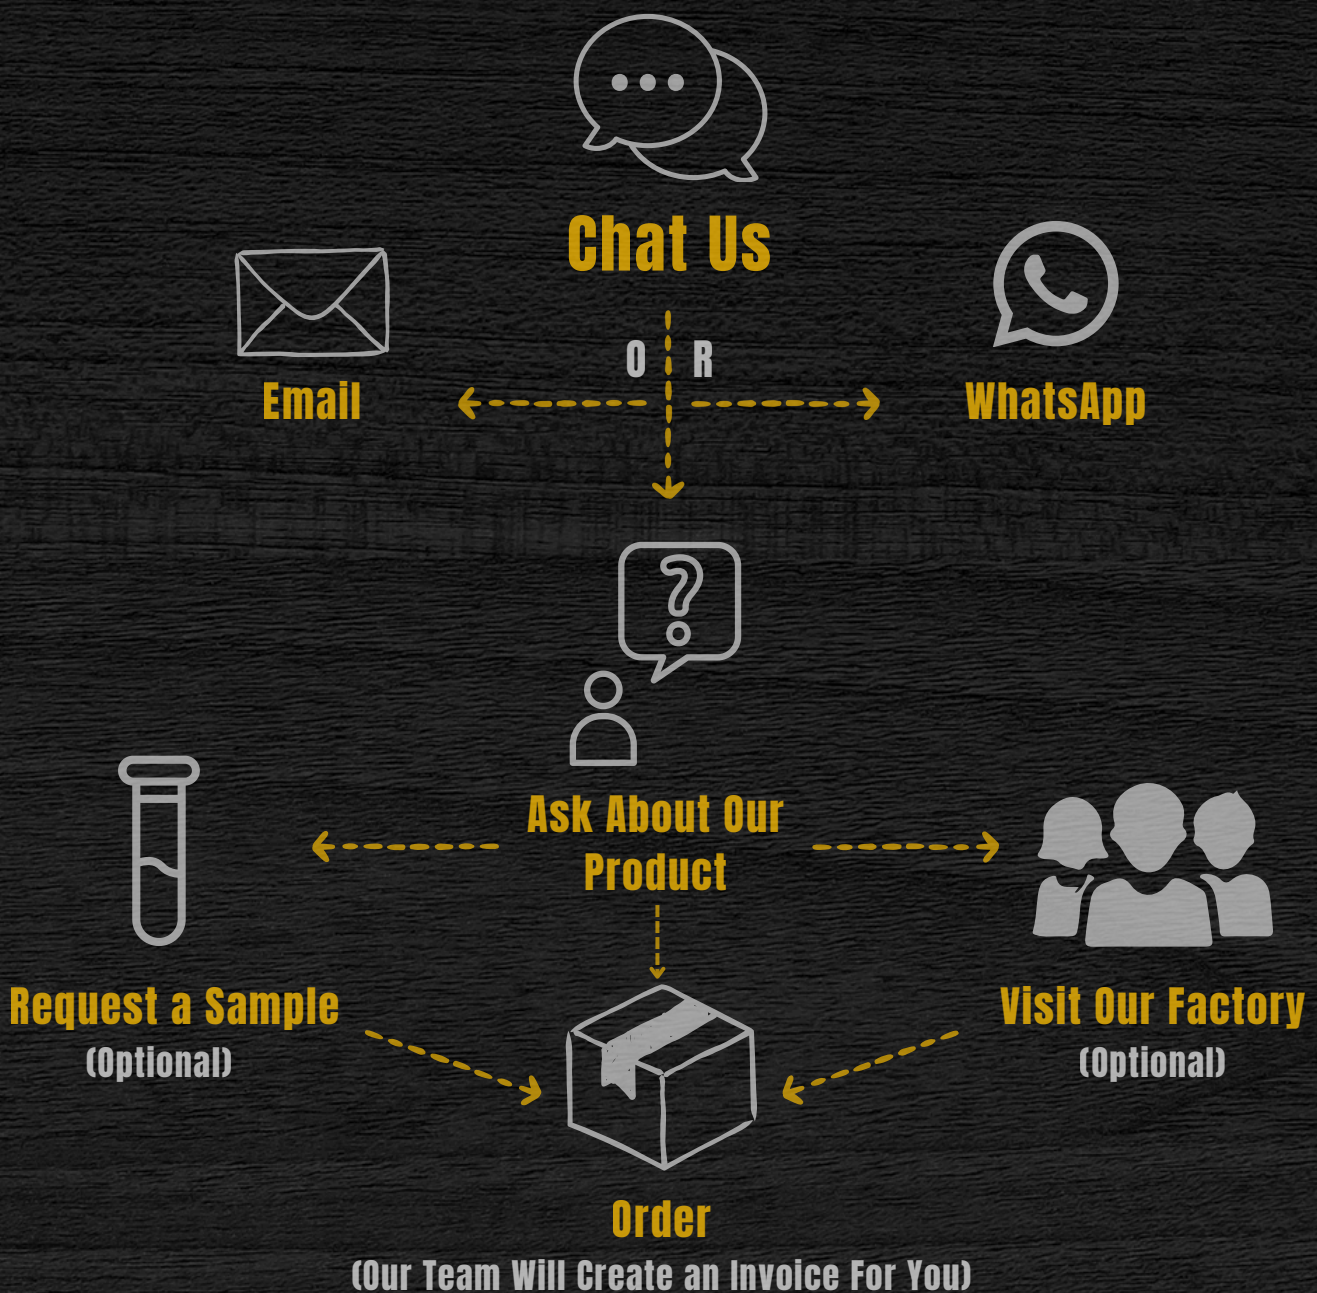 Chat Us
O R
Email
WhatsApp
?
Ask About Our
Product
Request a Sample
(Optional)
Visit Our Factory
(Optional)
Order
(Our Team Will Create an Invoice For You)